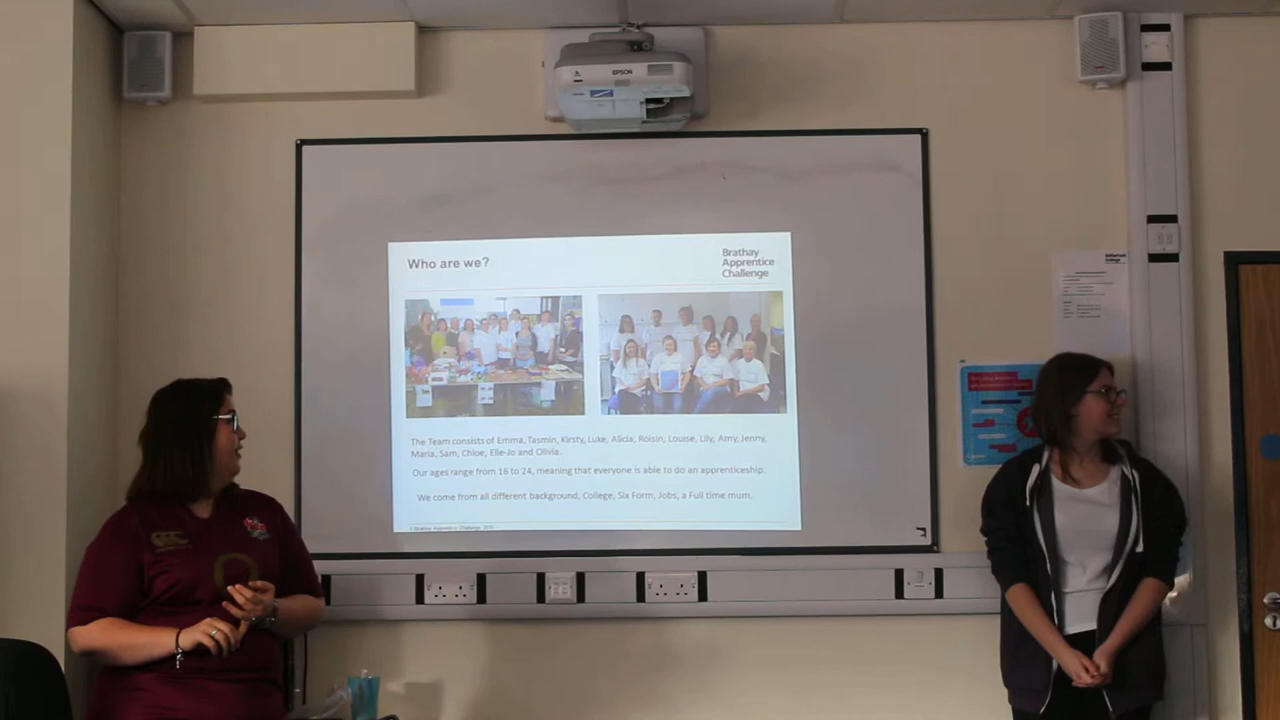 EPSON
Who are we?
Brathay
Apprentice
Challenge
The Team consists of Emma, Tasmin, Kirsty, Luke, Alicia, Roisin, Louise, Lily, Amy, Jenny,
Maria, Sam, Chloe, Elle-Jo and Olivia.
Our ages range from 16 to 24, meaning that everyone is able to do an apprenticeship.
We come from all different background, College, Six Form, Jobs, a Full time mum.
Brathay Apprentice Challenge